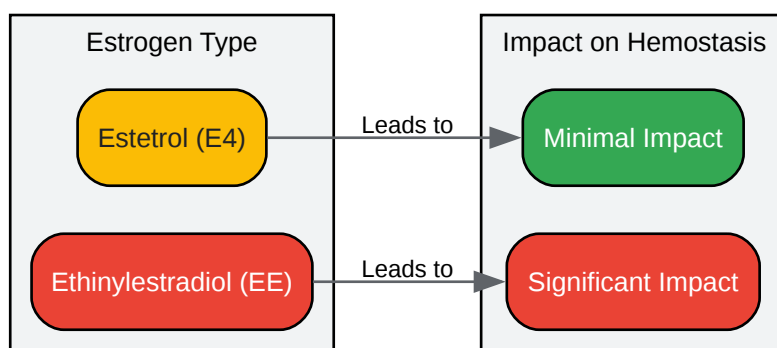 Estrogen Type
Impact on Hemostasis
Estetrol (E4)
Leads to
Minimal Impact
Ethinylestradiol (EE)
Leads to
Significant Impact